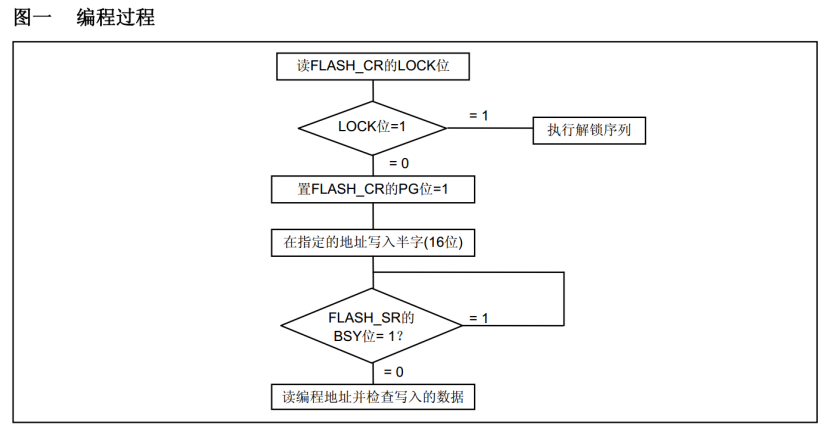 图一 编程过程
读FLASH_CR的LOCK位
LOCK位=1
= 1
执行解锁序列
= 0
置FLASH_CR的PG位=1
在指定的地址写入半字(16位)
FLASH_SR的
BSY位= 1?
= 1
= 0
读编程地址并检查写入的数据